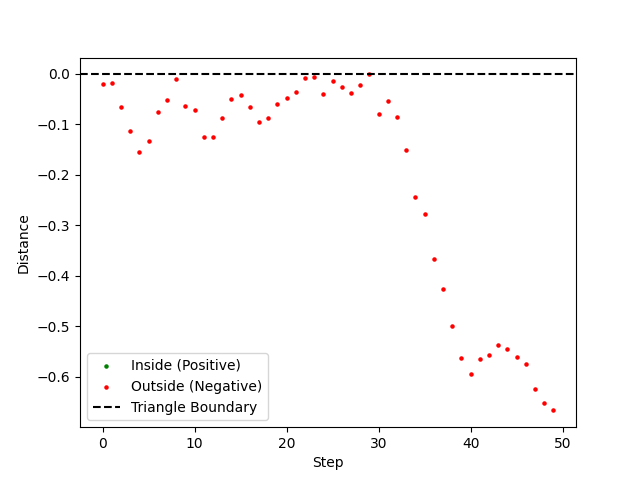 0.0
−0.1
−0.2
−0.3
−0.4
−0.5
−0.6
Distance
Inside (Positive)
Outside (Negative)
Triangle Boundary
0 10 20 30 40 50
Step